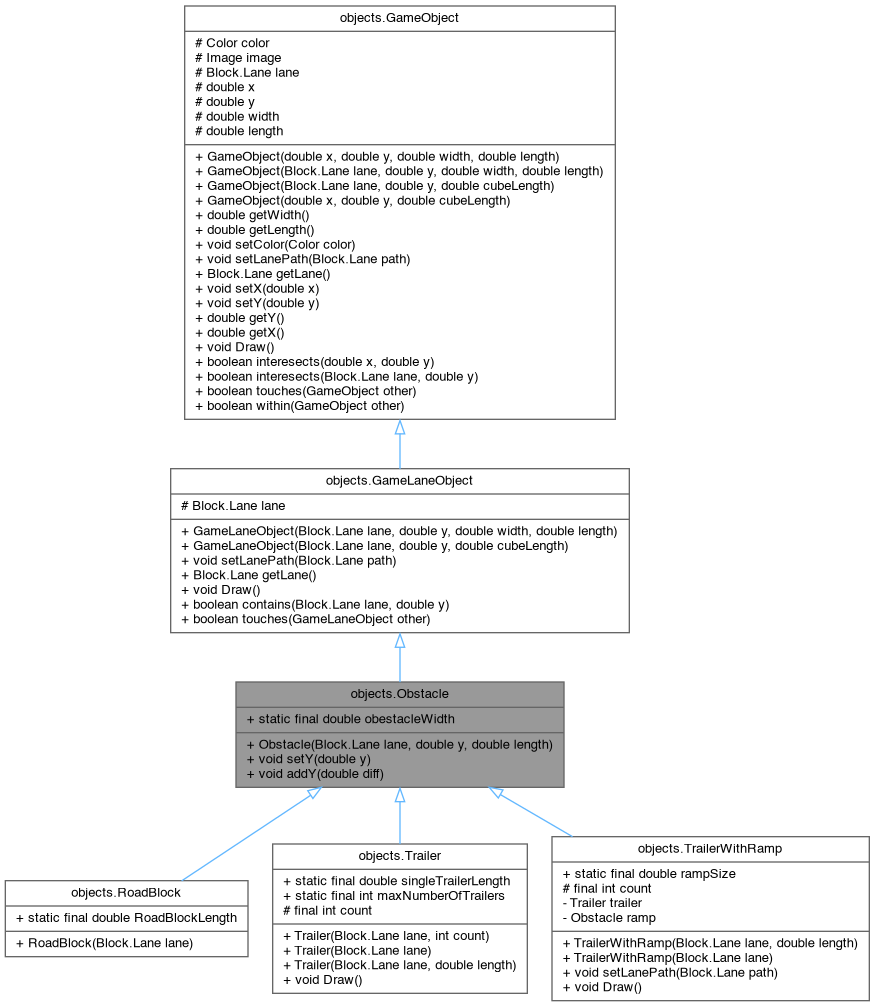 objects.GameObject
# Color color
# Image image
# Block.Lane lane
# double x
# double y
# double width
# double length
+ GameObject(double x, double y, double width, double length)
+ GameObject(Block.Lane lane, double y, double width, double length)
+ GameObject(Block.Lane lane, double y, double cubeLength)
+ GameObject(double x, double y, double cubeLength)
+ double getWidth()
+ double getLength()
+ void setColor(Color color)
+ void setLanePath(Block.Lane path)
+ Block.Lane getLane()
+ void setX(double x)
+ void setY(double y)
+ double getY()
+ double getX()
+ void Draw()
+ boolean interesects(double x, double y)
+ boolean interesects(Block.Lane lane, double y)
+ boolean touches(GameObject other)
+ boolean within(GameObject other)
objects.GameLaneObject
# Block.Lane lane
+ GameLaneObject(Block.Lane lane, double y, double width, double length)
+ GameLaneObject(Block.Lane lane, double y, double cubeLength)
+ void setLanePath(Block.Lane path)
+ Block.Lane getLane()
+ void Draw()
+ boolean contains(Block.Lane lane, double y)
+ boolean touches(GameLaneObject other)
objects.Obstacle
+ static final double obestacleWidth
+ Obstacle(Block.Lane lane, double y, double length)
+ void setY(double y)
+ void addY(double diff)
objects.RoadBlock
+ static final double RoadBlockLength
+ RoadBlock(Block.Lane lane)
objects.Trailer
+ static final double singleTrailerLength
+ static final int maxNumberOfTrailers
# final int count
+ Trailer(Block.Lane lane, int count)
+ Trailer(Block.Lane lane)
+ Trailer(Block.Lane lane, double length)
+ void Draw()
objects.TrailerWithRamp
+ static final double rampSize
# final int count
- Trailer trailer
- Obstacle ramp
+ TrailerWithRamp(Block.Lane lane, double length)
+ TrailerWithRamp(Block.Lane lane)
+ void setLanePath(Block.Lane path)
+ void Draw()